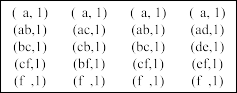 ( a, 1) ( a, 1) ( a, 1) ( a, 1)
(ab,1) (ac,1) (ab,1) (ad,1)
(bc,1) (cb,1) (bc,1) (de,1)
(cf,1) (bf,1) (cf,1) (ef,1)
(f ,1) (f ,1) (f ,1) (f ,1)